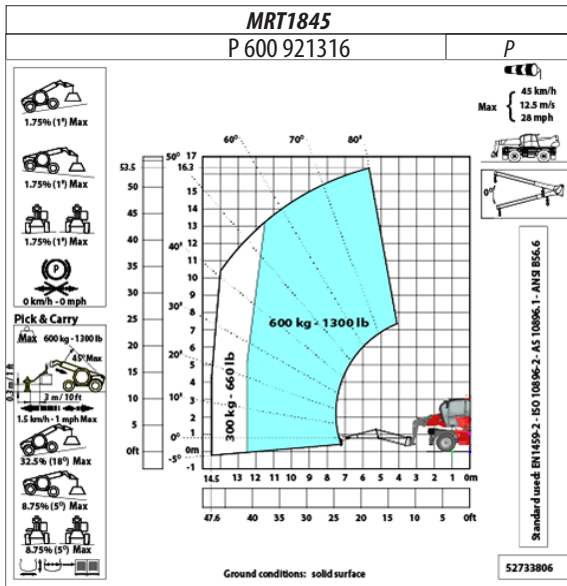 MRT1845
P 600 921316
P
1.75% (1°) Max
1.75% (1°) Max
1.75% (1°) Max
P
0 km/h - 0 mph
Pick & Carry
Max
600 kg - 1300 lb
45° Max
0.3 m / 1 ft
3 m / 10 ft
1.5 km/h - 1 mph Max
32.5% (18°) Max
8.75% (5°) Max
8.75% (5°) Max
60° 70° 80°
50° 17
53.5 16.3
50 15
14
45 13
40 40° 12
11
35 10
30 30° 9
8
25 7
20 20° 6
5
15 4
10 10° 3
2
5 1
0° 0m
0ft
-5° -1
600 kg - 1300 lb
300 kg - 660 lb
14.5 13 12 11 10 9 8 7 6 5 4 3 2 1 0m
47.6 40 35 30 25 20 15 10 5 0ft
Ground conditions: solid surface
Max
45 km/h
12.5 m/s
28 mph
0°
Standard used: EN1459-2 - ISO 10896-2 - AS 10896.1 - ANSI B56.6
52733806